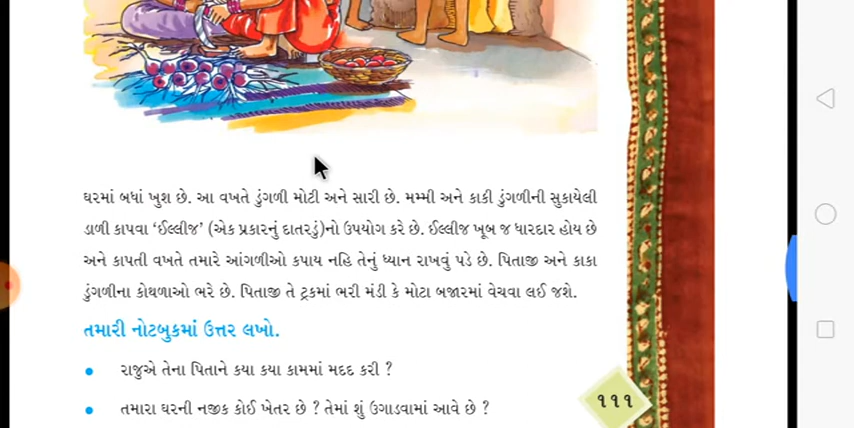 ઘરમાં બધાં ખુશ છે. આ વખતે ડુંગળી મોટી અને સારી છે. મમ્મી અને કાકી ડુંગળીની સુકાયેલી
ડાળી કાપવા ‘ઈલ્લીજ’ (એક પ્રકારનું દાતરડું)નો ઉપયોગ કરે છે. ઈલ્લીજ ખૂબ જ ધારદાર હોય છે
અને કાપતી વખતે તમારે આંગળીઓ કપાય નહિ તેનું ધ્યાન રાખવું પડે છે. પિતાજી અને કાકા
ડુંગળીના કોથળાઓ ભરે છે. પિતાજી તે ટ્રકમાં ભરી મંડી કે મોટા બજારમાં વેચવા લઈ જશે.
તમારી નોટબુકમાં ઉત્તર લખો.
• રાજુએ તેના પિતાને કયા કયા કામમાં મદદ કરી ?
• તમારા ઘરની નજીક કોઈ ખેતર છે ? તેમાં શું ઉગાડવામાં આવે છે ?
૧૧૧